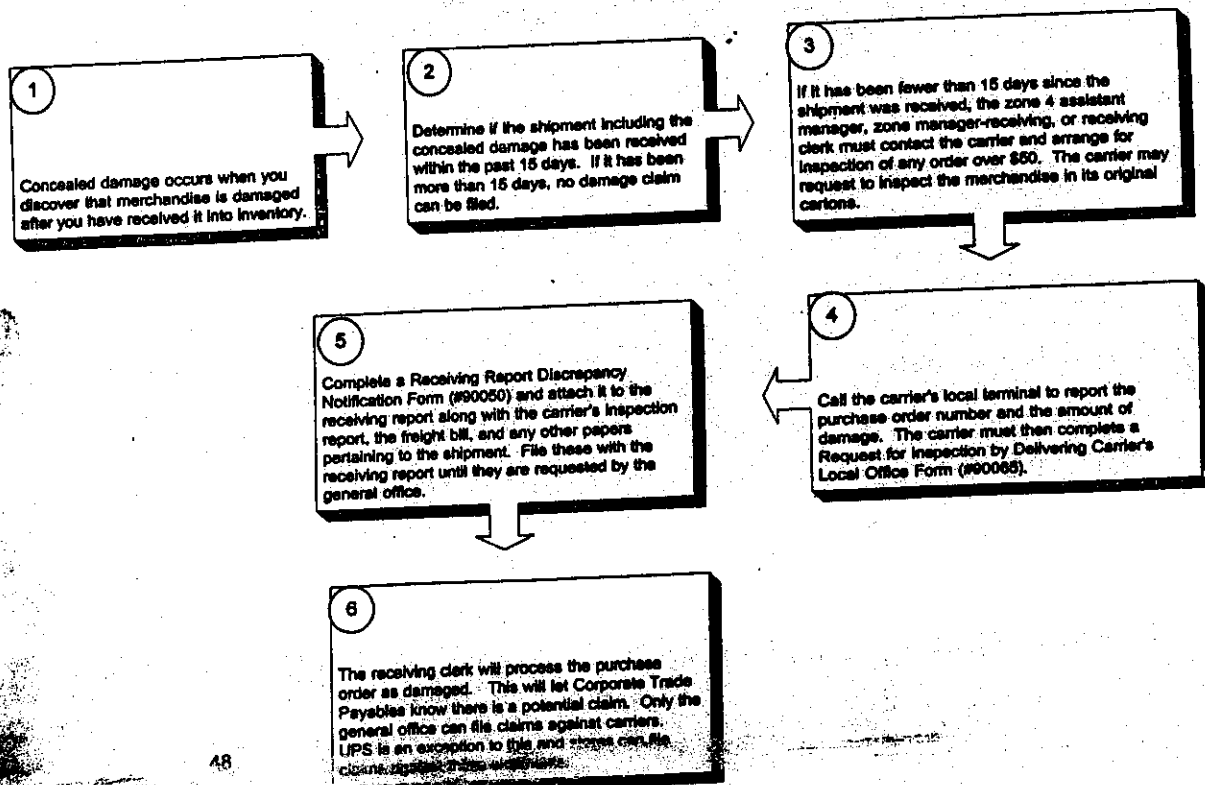 1
Concealed damage occurs when you
discover that merchandise is damaged
after you have received it into inventory.
2
Determine if the shipment including the
concealed damage has been received
within the past 15 days. If it has been
more than 15 days, no damage claim
can be filed.
3
If it has been fewer than 15 days since the
shipment was received, the zone 4 assistant
manager, zone manager-receiving, or receiving
clerk must contact the carrier and arrange for
inspection of any order over $50. The carrier may
request to inspect the merchandise in its original
cartons.
4
Call the carrier's local terminal to report the
purchase order number and the amount of
damage. The carrier must then complete a
Request for Inspection by Delivering Carrier's
Local Office Form (#90065).
5
Complete a Receiving Report Discrepancy
Notification Form (#90050) and attach it to the
receiving report along with the carrier's inspection
report, the freight bill, and any other papers
pertaining to the shipment. File these with the
receiving report until they are requested by the
general office.
6
The receiving clerk will process the purchase
order as damaged. This will let Corporate Trade
Payables know there is a potential claim. Only the
general office can file claims against carriers.
UPS is an exception to this and stores can file
claims against
48